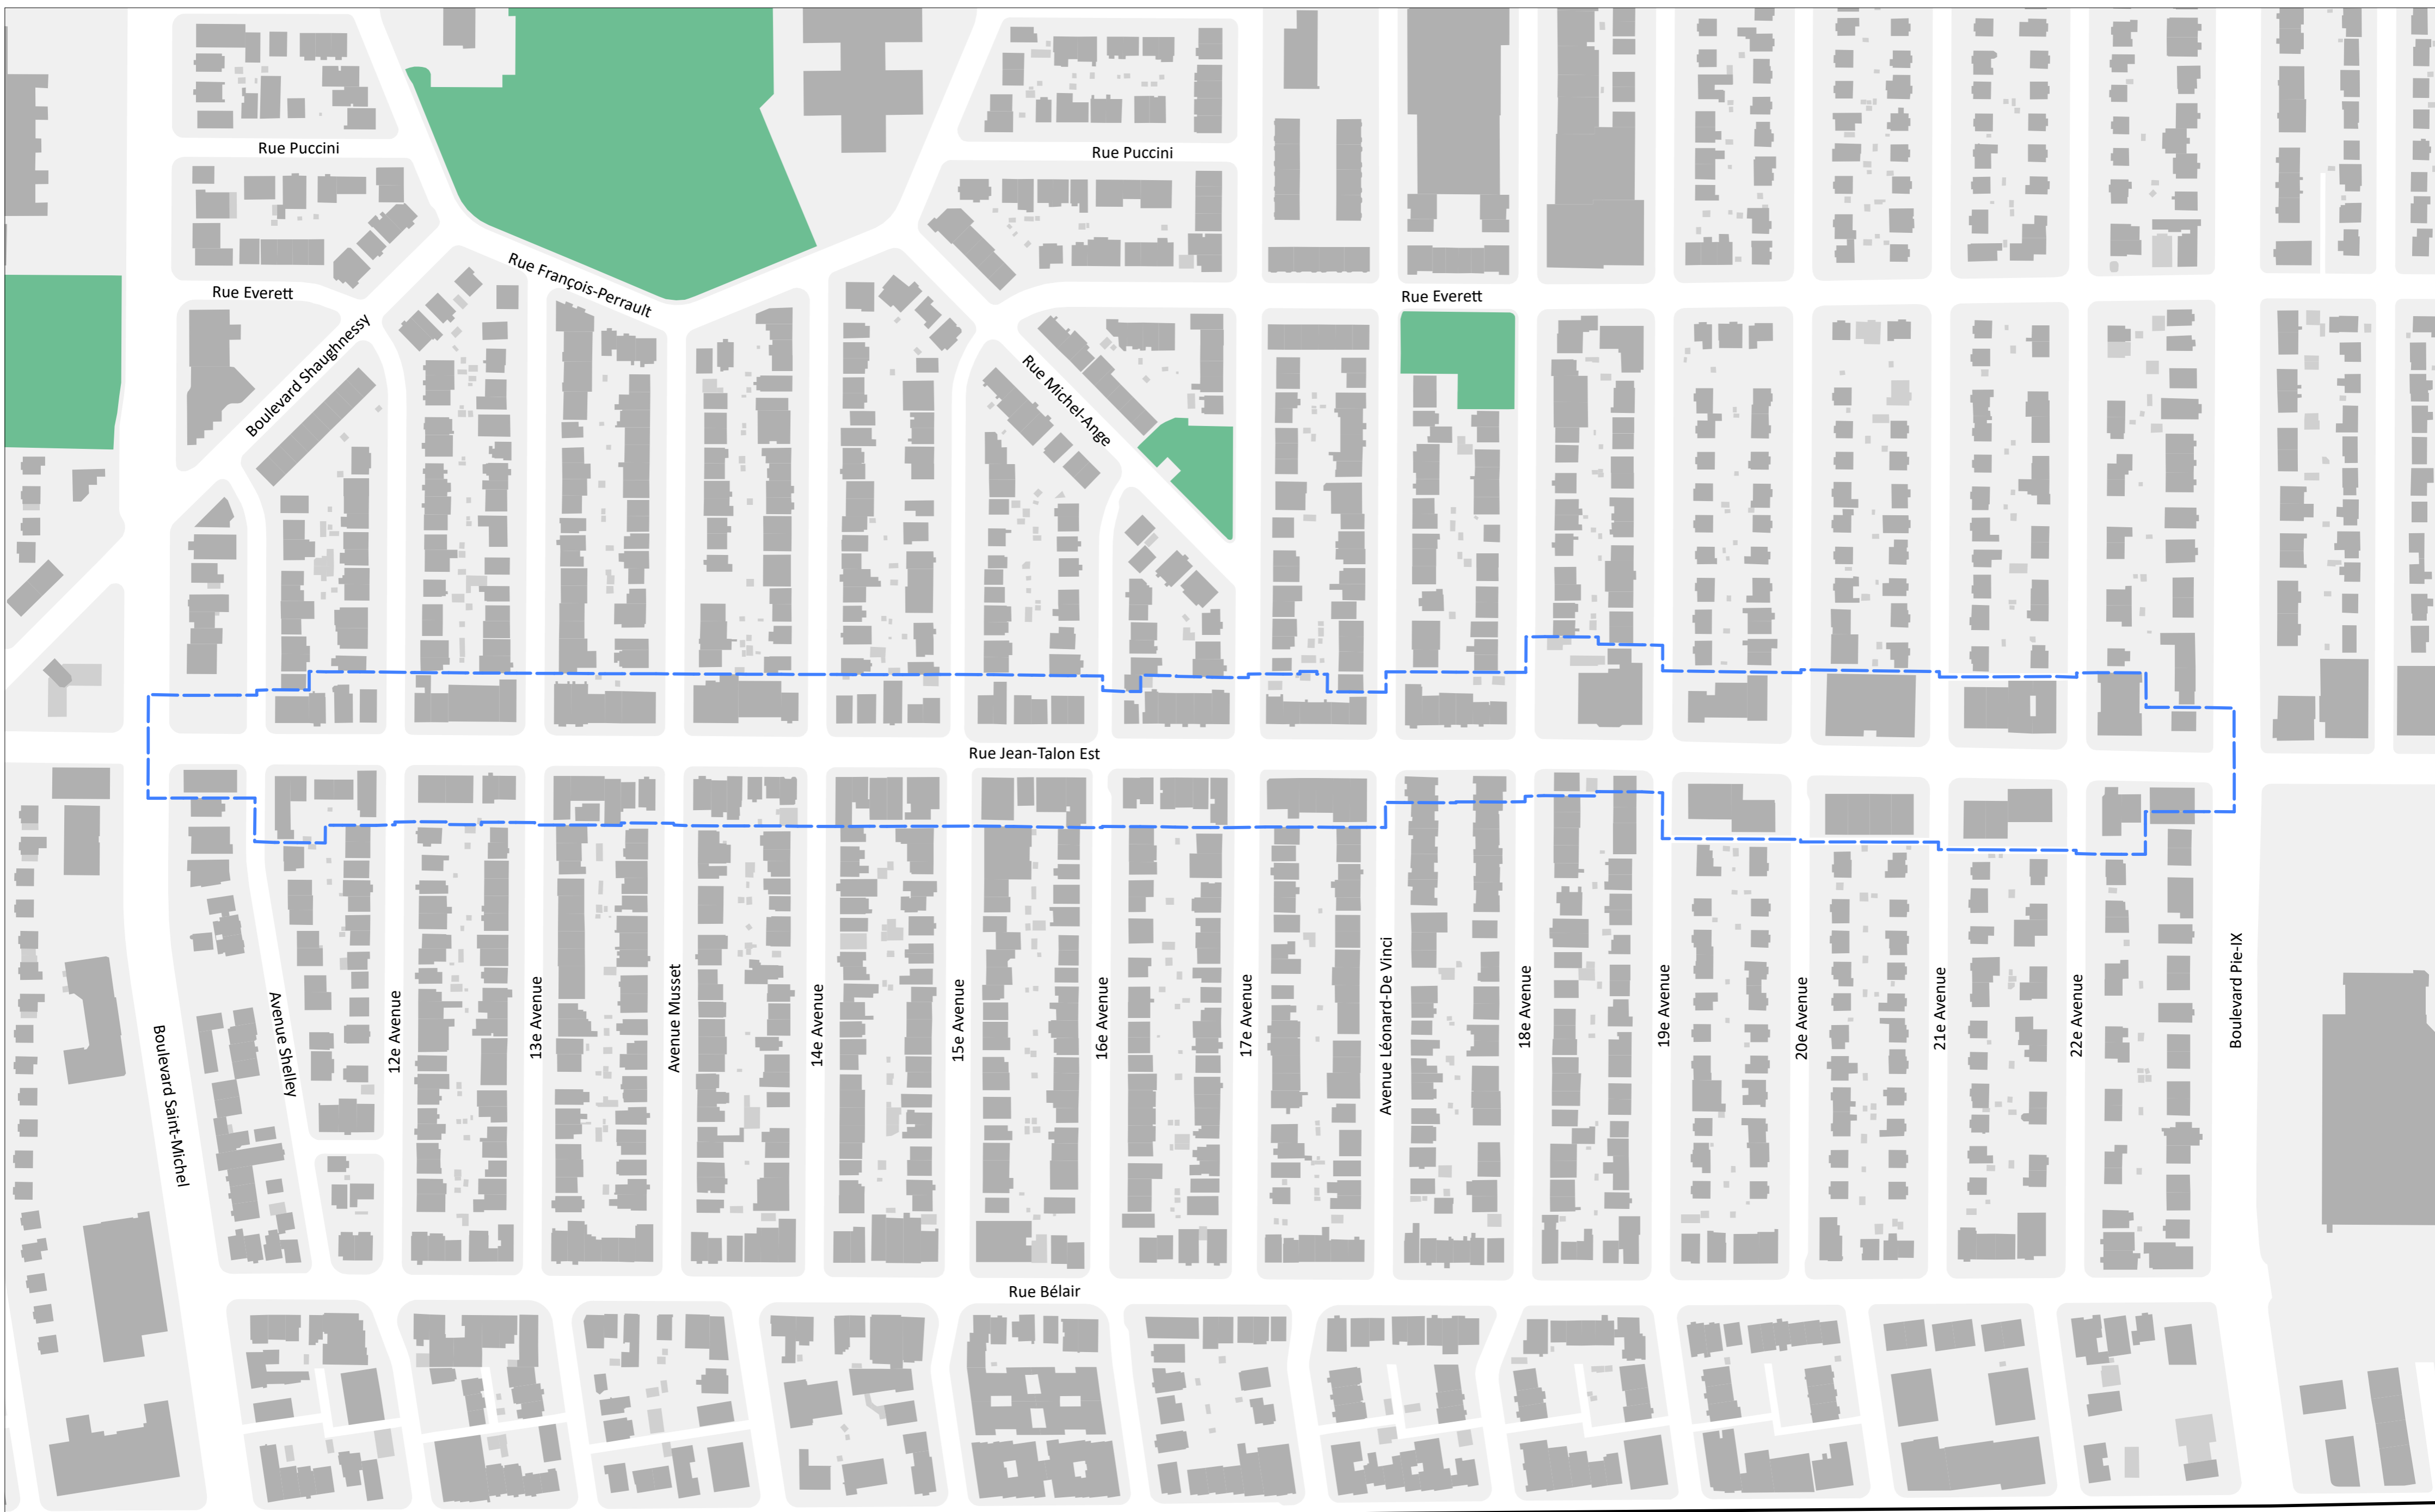 Rue Puccini
Rue Puccini
Rue François-Perrault
Rue Everett
Rue Everett
Boulevard Shaughnessy
Rue Michel-Ange
Rue Jean-Talon Est
Boulevard Saint-Michel
Avenue Shelley
12e Avenue
13e Avenue
Avenue Musset
14e Avenue
15e Avenue
16e Avenue
17e Avenue
Avenue Léonard-De Vinci
18e Avenue
19e Avenue
20e Avenue
21e Avenue
22e Avenue
Boulevard Pie-IX
Rue Bélair